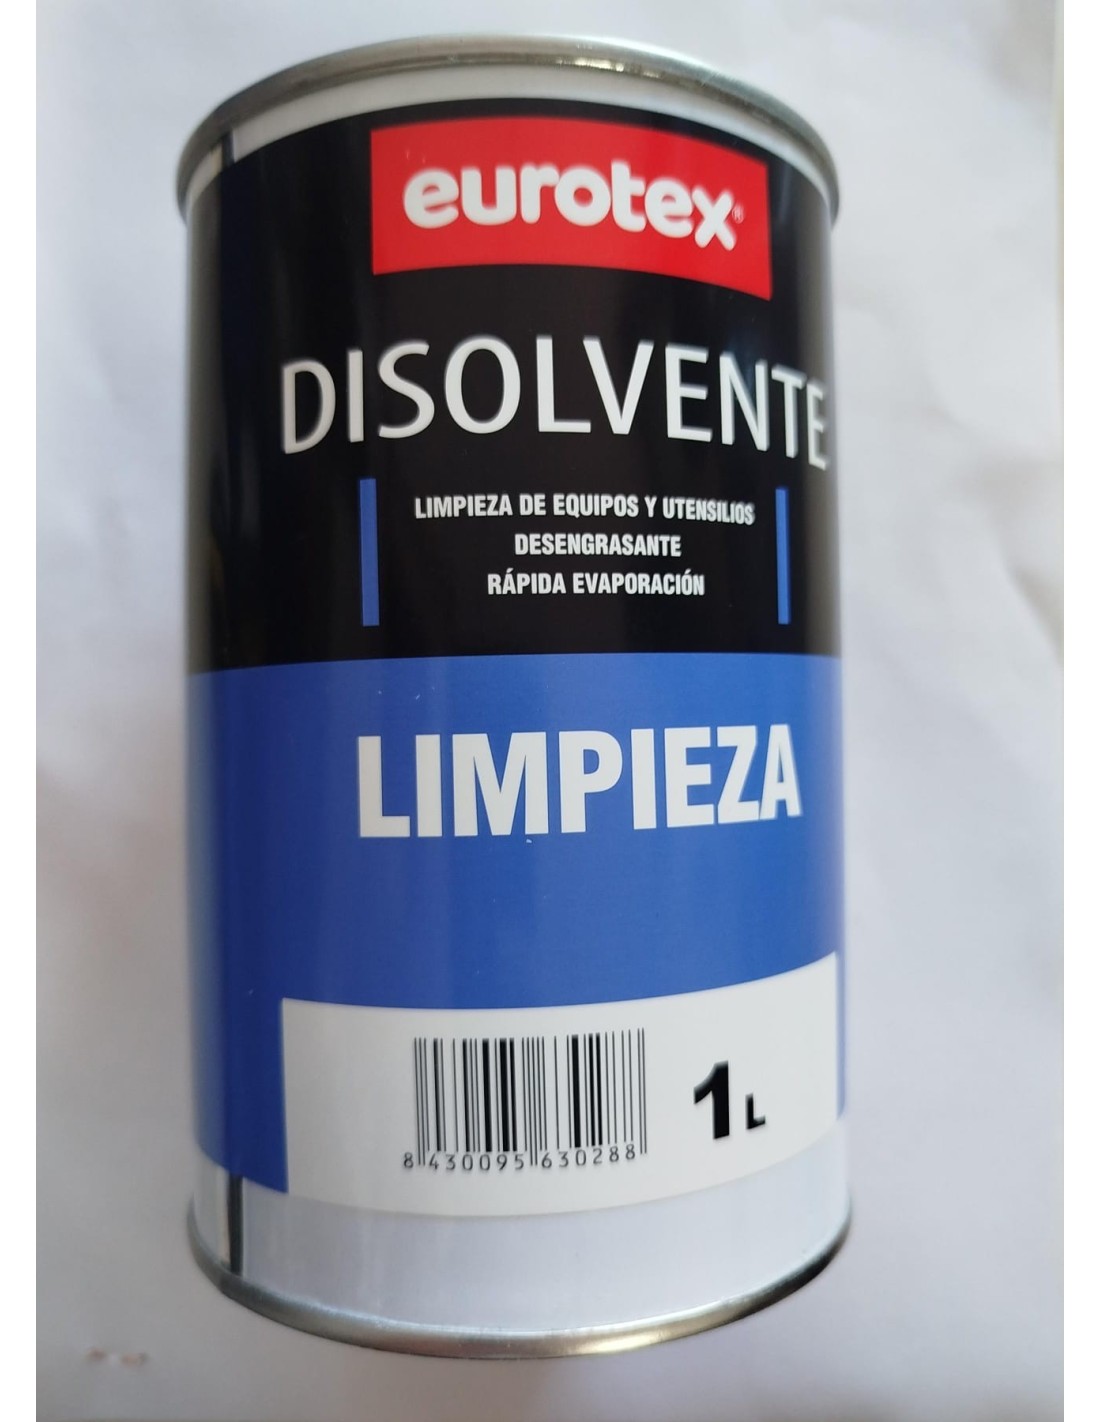 eurotex®
DISOLVENTE
LIMPIEZA DE EQUIPOS Y UTENSILIOS
DESENGRASANTE
RÁPIDA EVAPORACIÓN
LIMPIEZA
1L
8 430095 630288